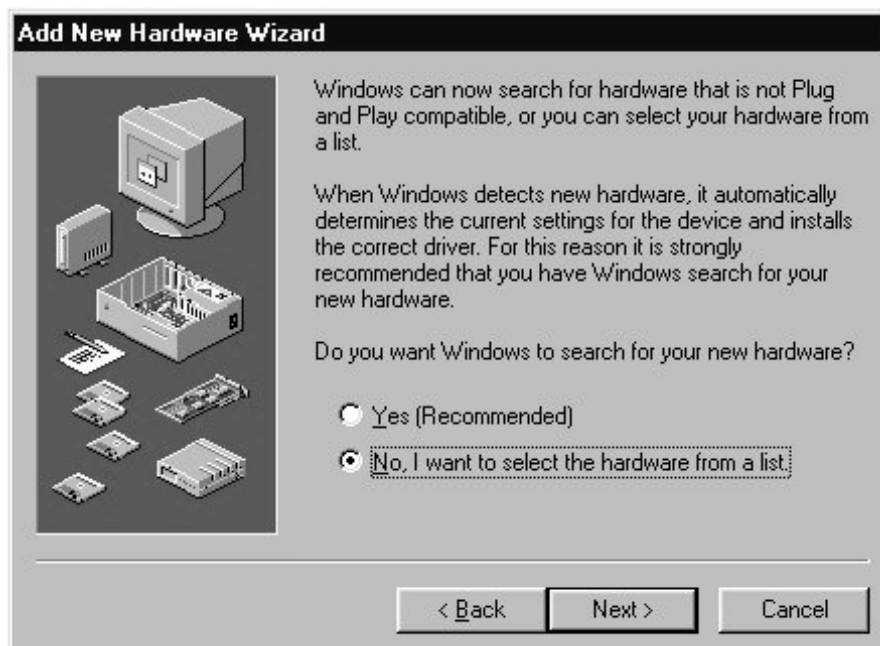 Add New Hardware Wizard
Windows can now search for hardware that is not Plug
and Play compatible, or you can select your hardware from
a list.
When Windows detects new hardware, it automatically
determines the current settings for the device and installs
the correct driver. For this reason it is strongly
recommended that you have Windows search for your
new hardware.
Do you want Windows to search for your new hardware?
Yes (Recommended)
No, I want to select the hardware from a list.
< Back
Next >
Cancel